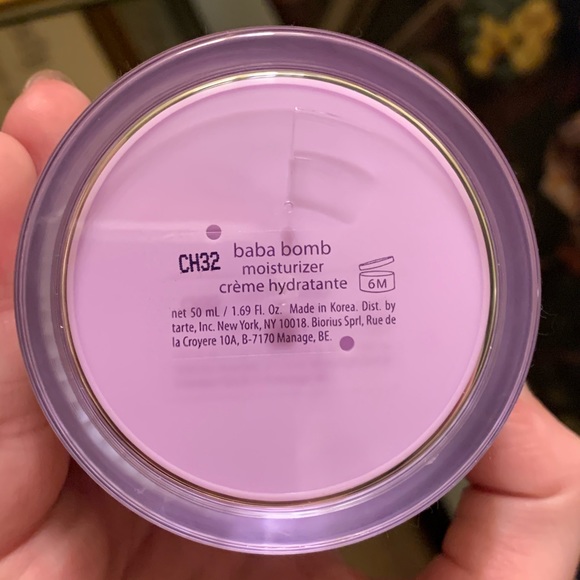 CH32
baba bomb
moisturizer
crème hydratante
6M
net 50 mL / 1.69 Fl. Oz. Made in Korea. Dist. by
tarte, Inc. New York, NY 10018. Biorius Sprl, Rue de
la Croyere 10A, B-7170 Manage, BE.